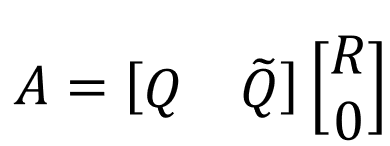 A = [Q Q̃] [R
0]